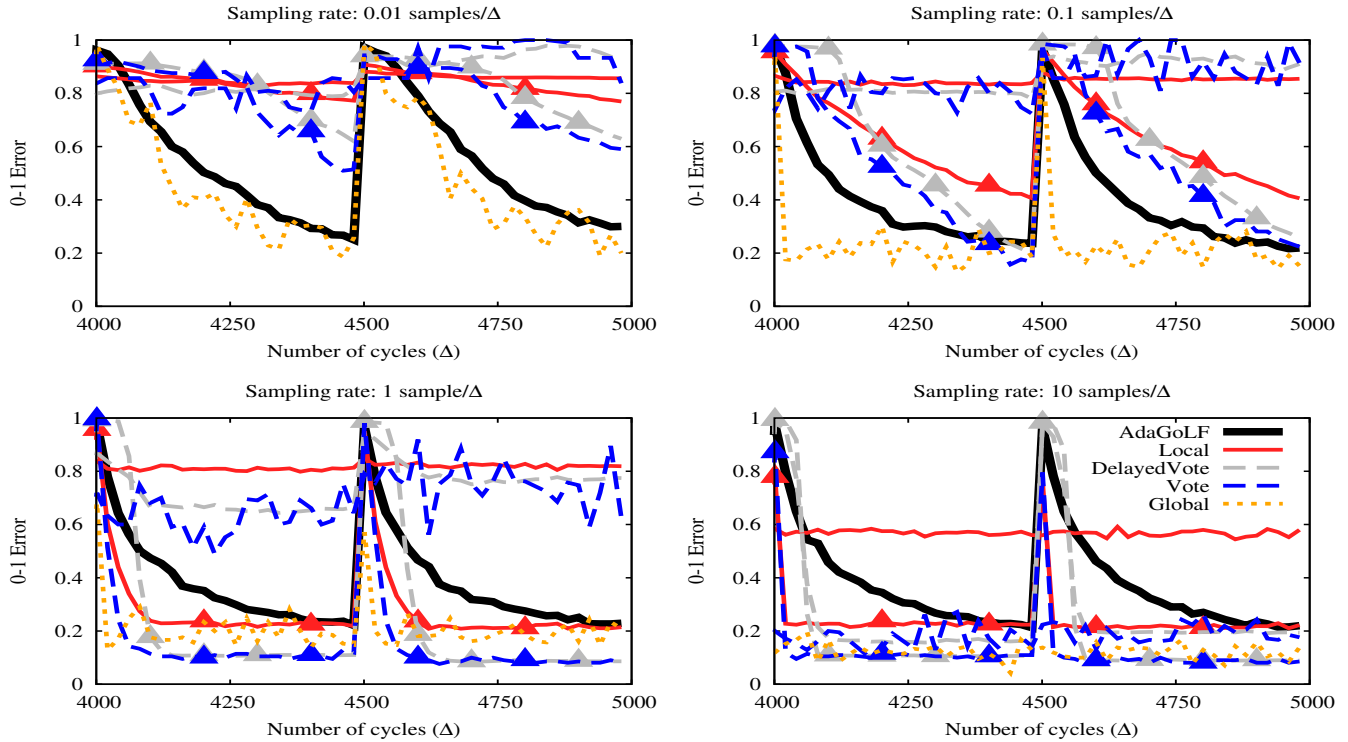 Sampling rate: 0.01 samples/Δ
0-1 Error
1
0.8
0.6
0.4
0.2
0
4000 4250 4500 4750 5000
Number of cycles (Δ)
Sampling rate: 0.1 samples/Δ
0-1 Error
1
0.8
0.6
0.4
0.2
0
4000 4250 4500 4750 5000
Number of cycles (Δ)
Sampling rate: 1 sample/Δ
0-1 Error
1
0.8
0.6
0.4
0.2
0
4000 4250 4500 4750 5000
Number of cycles (Δ)
Sampling rate: 10 samples/Δ
0-1 Error
1
0.8
0.6
0.4
0.2
0
4000 4250 4500 4750 5000
Number of cycles (Δ)
AdaGoLF
Local
DelayedVote
Vote
Global